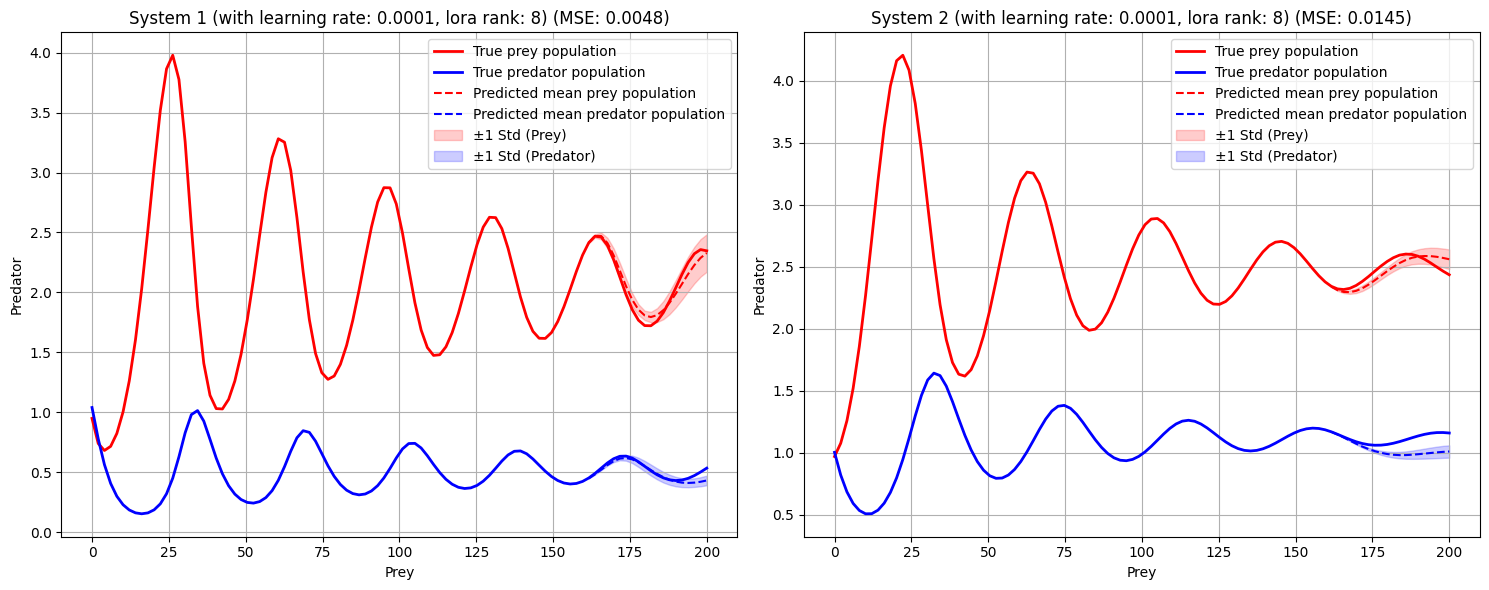 System 1 (with learning rate: 0.0001, lora rank: 8) (MSE: 0.0048)
4.0
3.5
3.0
2.5
2.0
1.5
1.0
0.5
0.0
Predator
0
25
50
75
100
125
150
175
200
Prey
True prey population
True predator population
Predicted mean prey population
Predicted mean predator population
±1 Std (Prey)
±1 Std (Predator)
System 2 (with learning rate: 0.0001, lora rank: 8) (MSE: 0.0145)
4.0
3.5
3.0
2.5
2.0
1.5
1.0
0.5
Predator
0
25
50
75
100
125
150
175
200
Prey
True prey population
True predator population
Predicted mean prey population
Predicted mean predator population
±1 Std (Prey)
±1 Std (Predator)